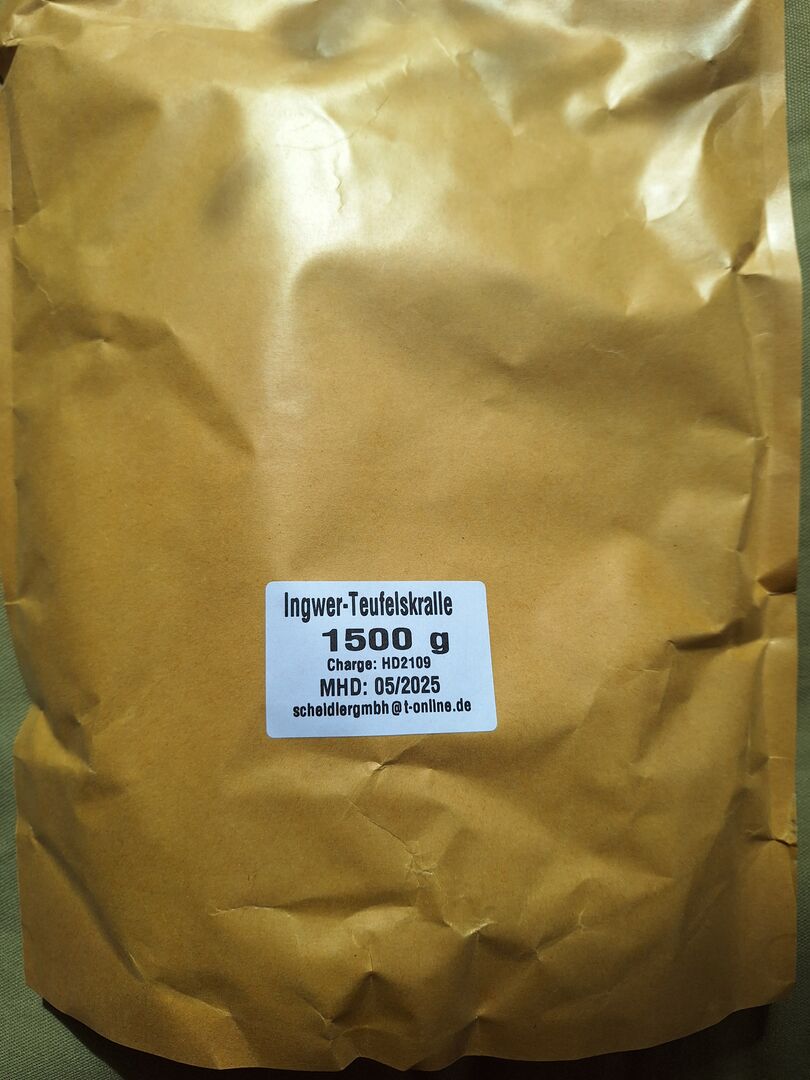 Ingwer-Teufelskralle
1500 g
Charge: HD2109
MHD: 05/2025
scheidlergmbh@t-online.de